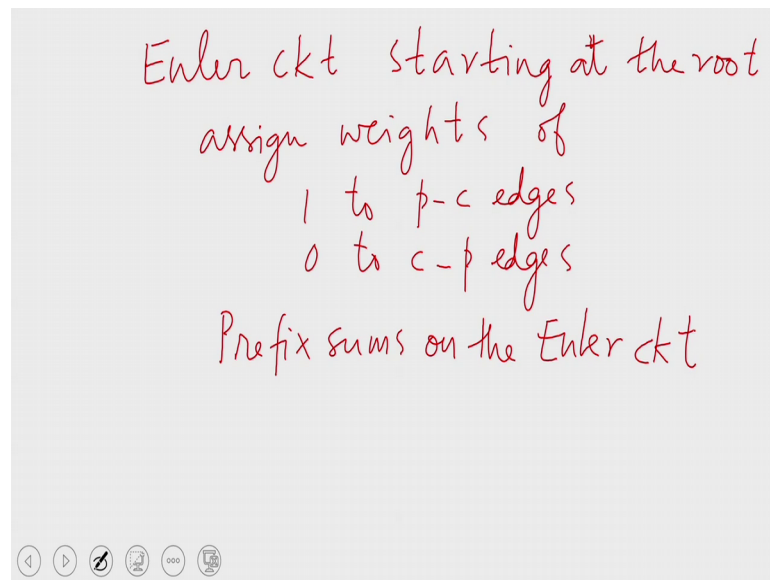 Euler ckt starting at the root
assign weights of
1 to p-c edges
0 to c-p edges
Prefix sums on the Euler ckt